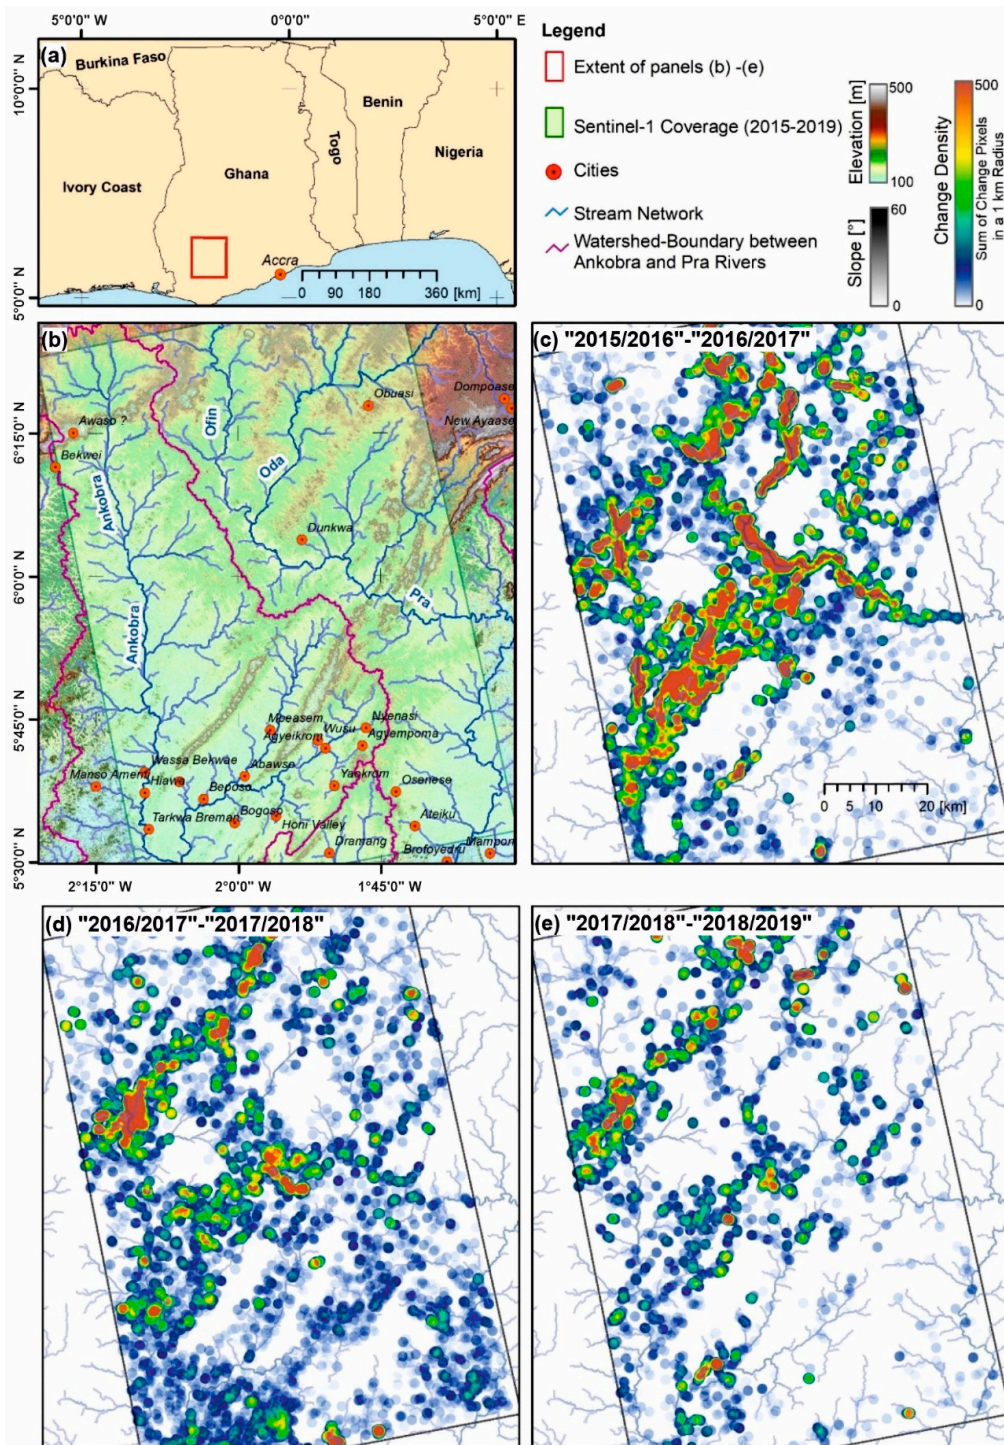 5°0'0" W
0°0'0"
5°0'0" E
(a)
Burkina Faso
10°0'0" N
Benin
Togo
Nigeria
Ghana
Ivory Coast
Accra
0 90 180 360 [km]
5°0'0" N
Legend
Extent of panels (b) -(e)
Sentinel-1 Coverage (2015-2019)
Cities
Stream Network
Watershed-Boundary between
Ankobra and Pra Rivers
Elevation [m]
500
100
Slope [°]
60
0
Change Density
Sum of Change Pixels
in a 1 km Radius
500
0
(b)
Dompoase
Obuasi
New Ayaase
Awaso ?
Bekwei
Ofin
Oda
Ankobra
Dunkwa
Pra
Ankobra
Mpeasem
Nyenasi
Wusu
Agyeikrom
Agyempoma
Wassa Bekwae
Abawse
Manso Amenfi
Hiawa
Yaakrom
Osenese
Beposo
Tarkwa Breman
Bogoso
Honi Valley
Ateiku
Dramang
Brofoyedru
Mampon
6°15'0" N
6°0'0" N
5°45'0" N
5°30'0" N
2°15'0" W
2°0'0" W
1°45'0" W
(c) "2015/2016"-"2016/2017"
0 5 10 20 [km]
(d) "2016/2017"-"2017/2018"
(e) "2017/2018"-"2018/2019"